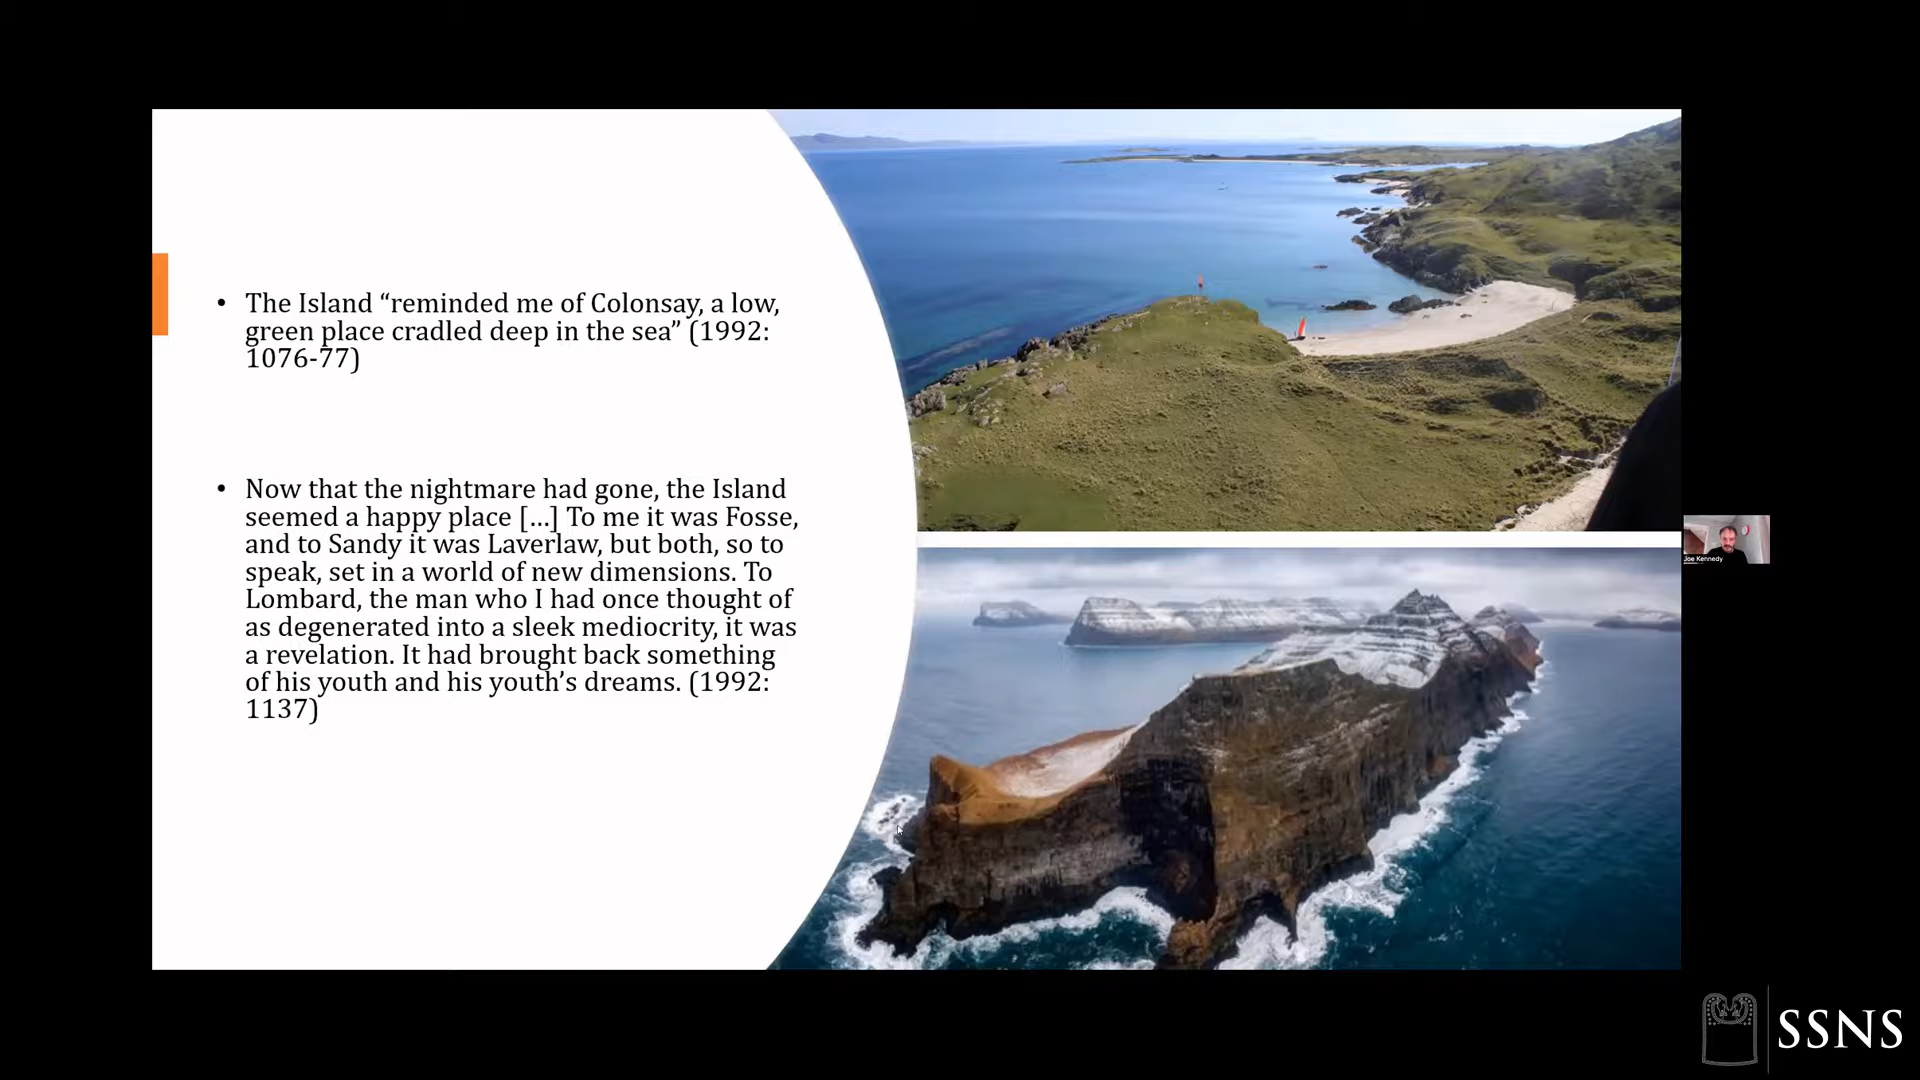 • The Island “reminded me of Colonsay, a low,
green place cradled deep in the sea” (1992:
1076-77)
• Now that the nightmare had gone, the Island
seemed a happy place […] To me it was Fosse,
and to Sandy it was Laverlaw, but both, so to
speak, set in a world of new dimensions. To
Lombard, the man who I had once thought of
as degenerated into a sleek mediocrity, it was
a revelation. It had brought back something
of his youth and his youth’s dreams. (1992:
1137)
Joe Kennedy
SSNS